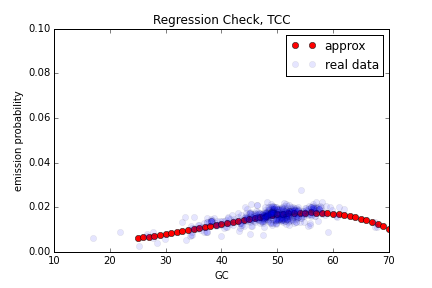 Regression Check, TCC
0.10
0.08
0.06
0.04
0.02
0.00
emission probability
approx
real data
10 20 30 40 50 60 70
GC